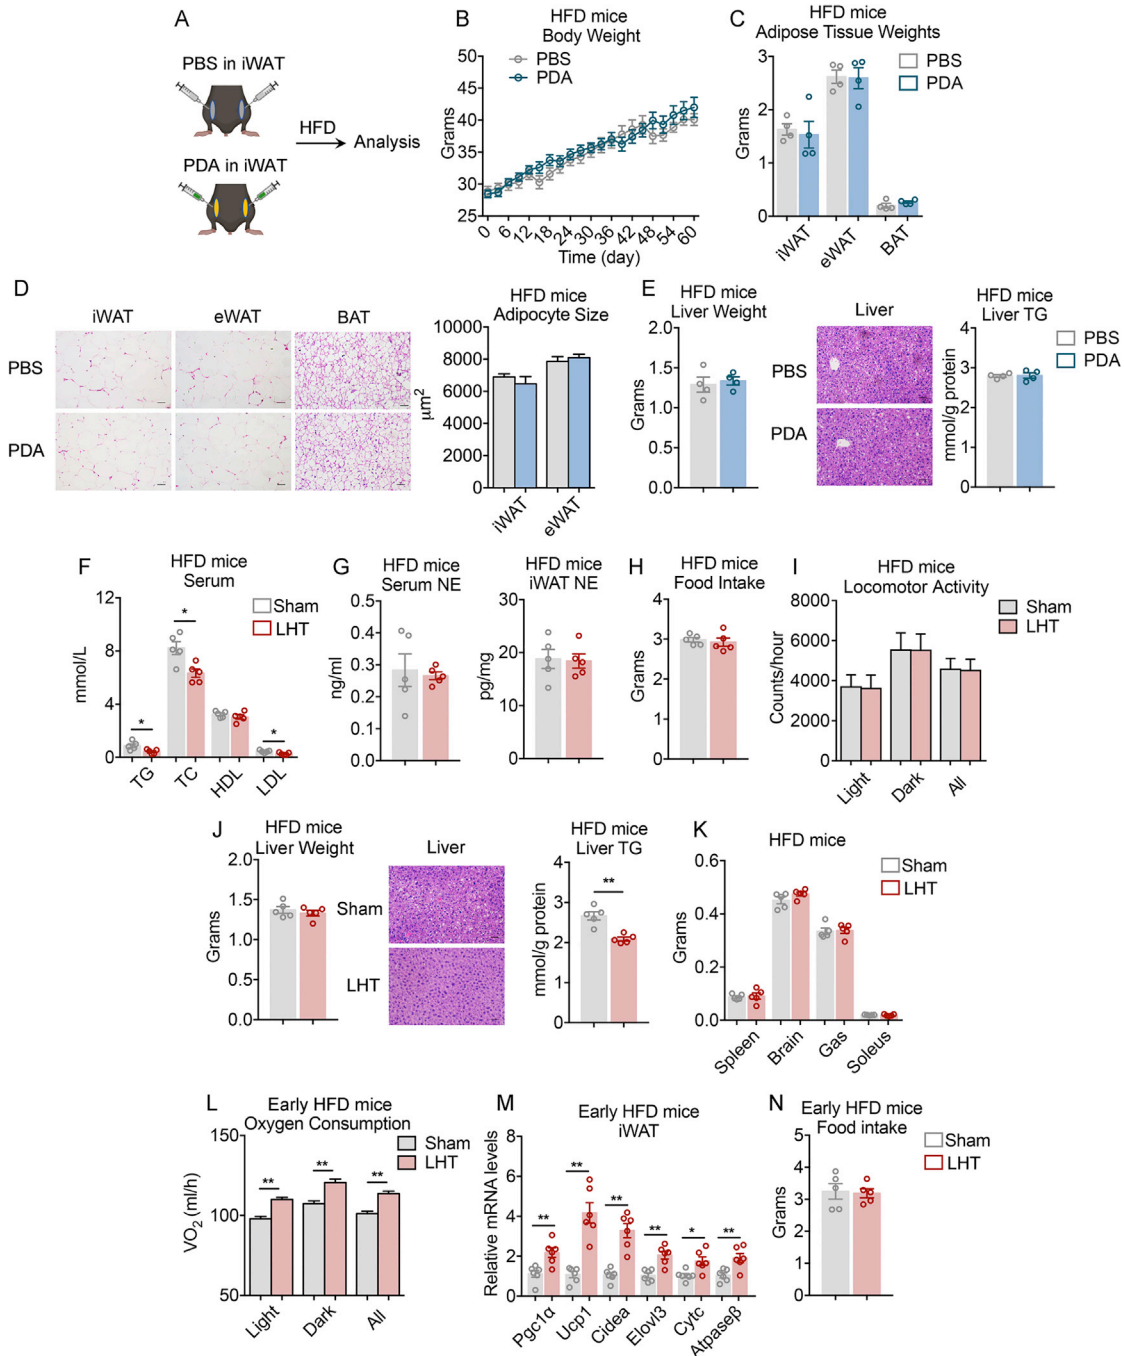 A
PBS in iWAT
HFD
Analysis
PDA in iWAT
B
HFD mice
Body Weight
PBS
PDA
Grams
45
40
35
30
25
0
6
12
18
24
30
36
42
48
54
60
Time (day)
C
HFD mice
Adipose Tissue Weights
PBS
PDA
Grams
3
2
1
0
iWAT
eWAT
BAT
D
iWAT
eWAT
BAT
PBS
PDA
HFD mice
Adipocyte Size
µm2
10000
8000
6000
4000
2000
0
iWAT
eWAT
E
HFD mice
Liver Weight
Grams
2.0
1.5
1.0
0.5
0.0
Liver
PBS
PDA
HFD mice
Liver TG
mmol/g protein
4
3
2
1
0
PBS
PDA
F
HFD mice
Serum
Sham
LHT
mmol/L
12
8
4
0
*
*
*
TG
TC
HDL
LDL
G
HFD mice
Serum NE
ng/ml
0.5
0.4
0.3
0.2
0.1
0.0
HFD mice
iWAT NE
pg/mg
30
20
10
0
H
HFD mice
Food Intake
Grams
4
3
2
1
0
I
HFD mice
Locomotor Activity
Sham
LHT
Counts/hour
8000
6000
4000
2000
0
Light
Dark
All
J
HFD mice
Liver Weight
Grams
2.0
1.5
1.0
0.5
0.0
Liver
Sham
LHT
HFD mice
Liver TG
mmol/g protein
4
3
2
1
0
**
K
HFD mice
Sham
LHT
Grams
0.6
0.4
0.2
0.0
Spleen
Brain
Gas
Soleus
L
Early HFD mice
Oxygen Consumption
Sham
LHT
VO2 (ml/h)
150
100
50
**
**
**
Light
Dark
All
M
Early HFD mice
iWAT
Relative mRNA levels
8
6
4
2
0
**
**
**
**
*
**
Pgc1α
Ucp1
Cidea
Elovl3
Cytc
Atpaseβ
N
Early HFD mice
Food intake
Sham
LHT
Grams
5
4
3
2
1
0